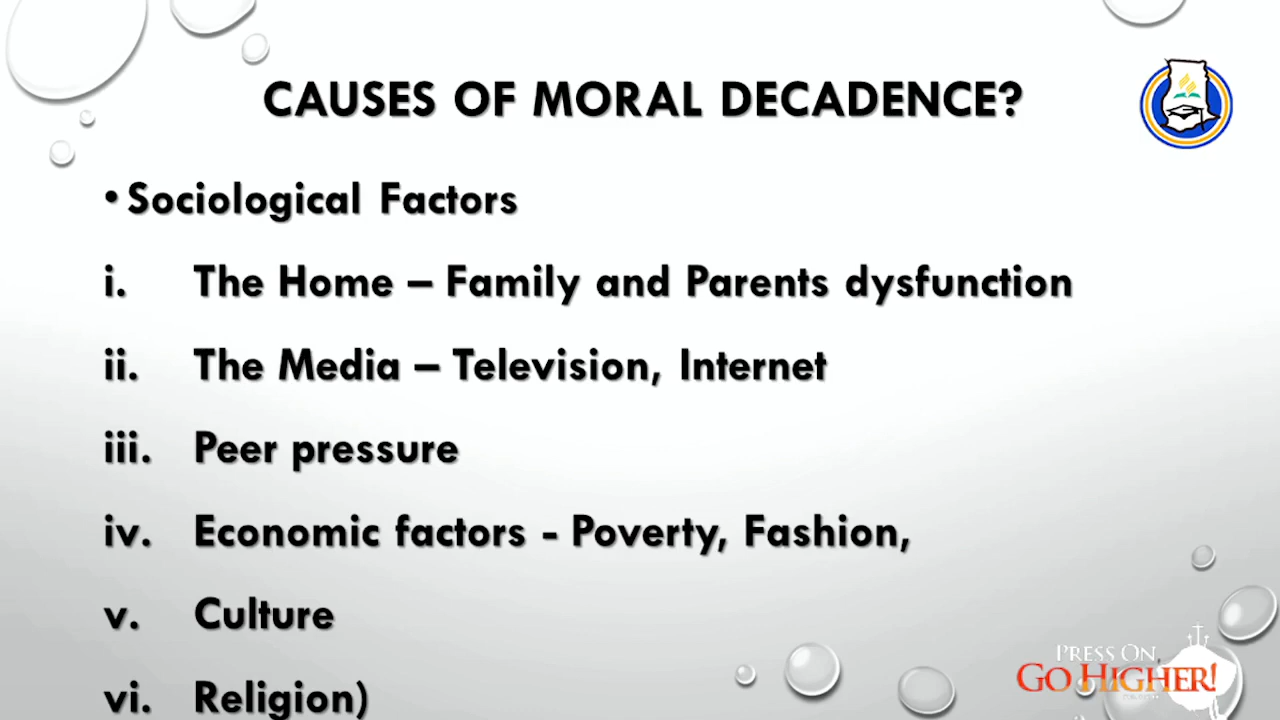 CAUSES OF MORAL DECADENCE?
• Sociological Factors
i. The Home – Family and Parents dysfunction
ii. The Media – Television, Internet
iii. Peer pressure
iv. Economic factors - Poverty, Fashion,
v. Culture
vi. Religion)
PRESS ON,
GO HIGHER!